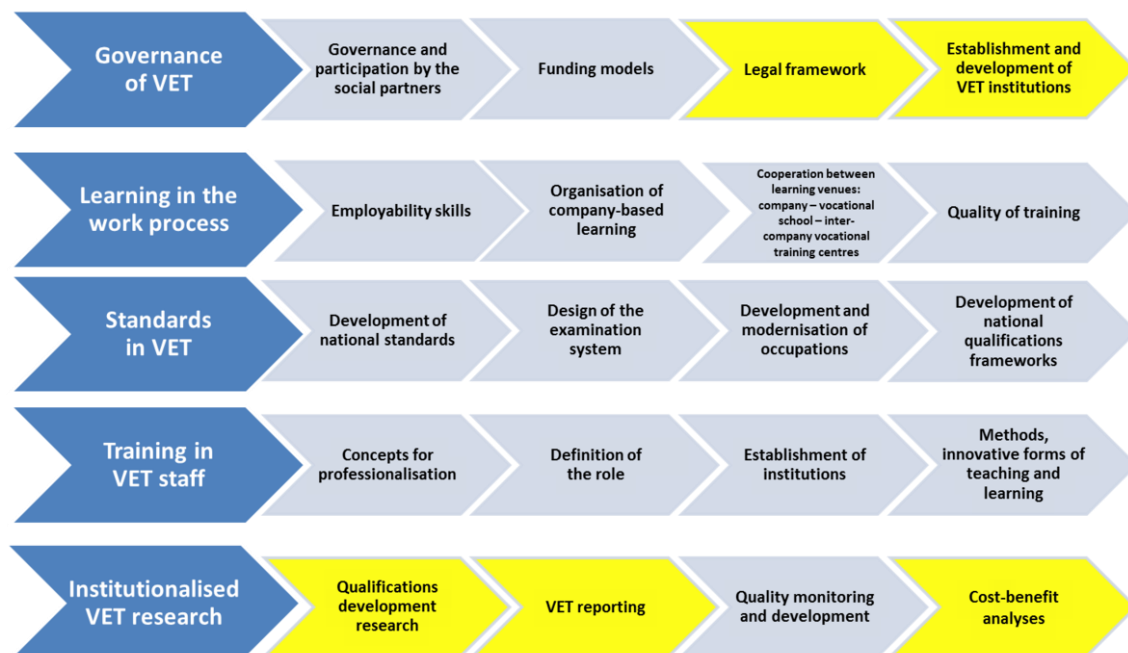 Governance
of VET
Governance and
participation by the
social partners
Funding models
Legal framework
Establishment and
development of
VET institutions
Learning in the
work process
Employability skills
Organisation of
company-based
learning
Cooperation between
learning venues:
company – vocational
school – inter-
company vocational
training centres
Quality of training
Standards
in VET
Development of
national standards
Design of the
examination
system
Development and
modernisation of
occupations
Development of
national
qualifications
frameworks
Training in
VET staff
Concepts for
professionalisation
Definition of
the role
Establishment of
institutions
Methods,
innovative forms of
teaching and
learning
Institutionalised
VET research
Qualifications
development
research
VET reporting
Quality monitoring
and development
Cost-benefit
analyses